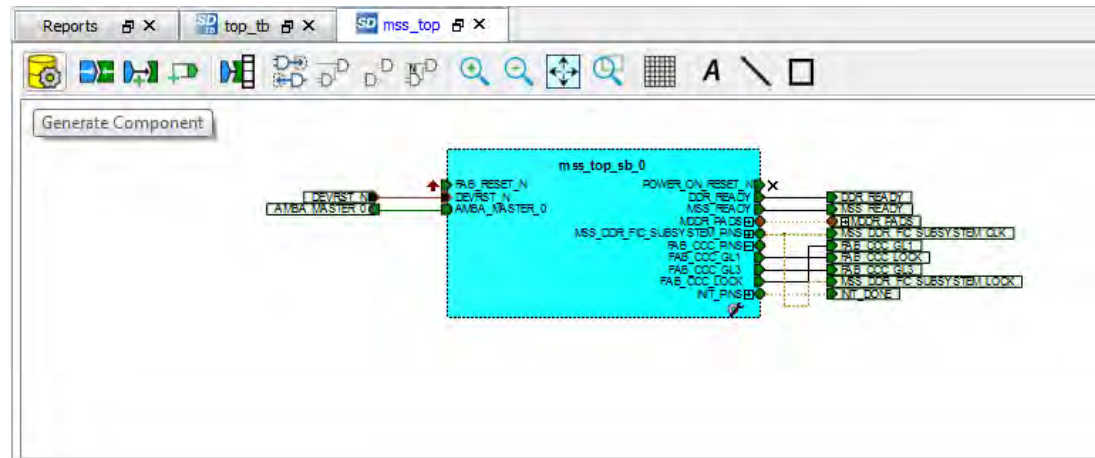 Reports
top_tb
mss_top
A
Generate Component
mss_top_sb_0
FAB_RESET_N
DEVRST_N
AMBA_MASTER_0
POWER_ON_RESET_N
DDR_READY
MSS_READY
MDDR_PADS
MSS_DDR_FIC_SUBSYSTEM_PINS
FAB_CCC_PINS
FAB_CCC_GL1
FAB_CCC_GL3
FAB_CCC_LOCK
INIT_PINS
DEVRST_N
AMBA_MASTER_0
DDR_READY
MSS_READY
MDDR_PADS
MSS_DDR_FIC_SUBSYSTEM_CLK
FAB_CCC_GL1
FAB_CCC_LOCK
FAB_CCC_GL3
MSS_DDR_FIC_SUBSYSTEM_LOCK
INIT_DONE